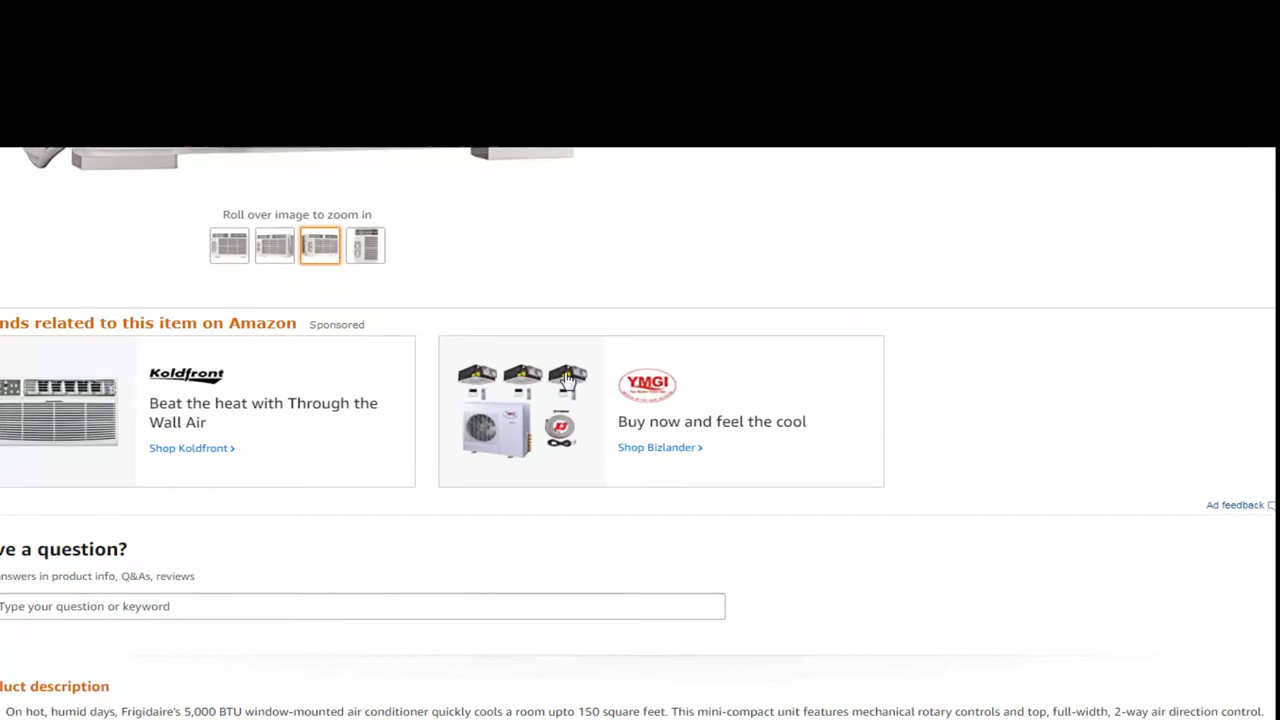 Roll over image to zoom in
nds related to this item on Amazon Sponsored
Koldfront
Beat the heat with Through the
Wall Air
Shop Koldfront ›
YMGI
Buy now and feel the cool
Shop Bizlander ›
Ad feedback
ve a question?
answers in product info, Q&As, reviews
Type your question or keyword
duct description
On hot, humid days, Frigidaire's 5,000 BTU window-mounted air conditioner quickly cools a room upto 150 square feet. This mini-compact unit features mechanical rotary controls and top, full-width, 2-way air direction control.